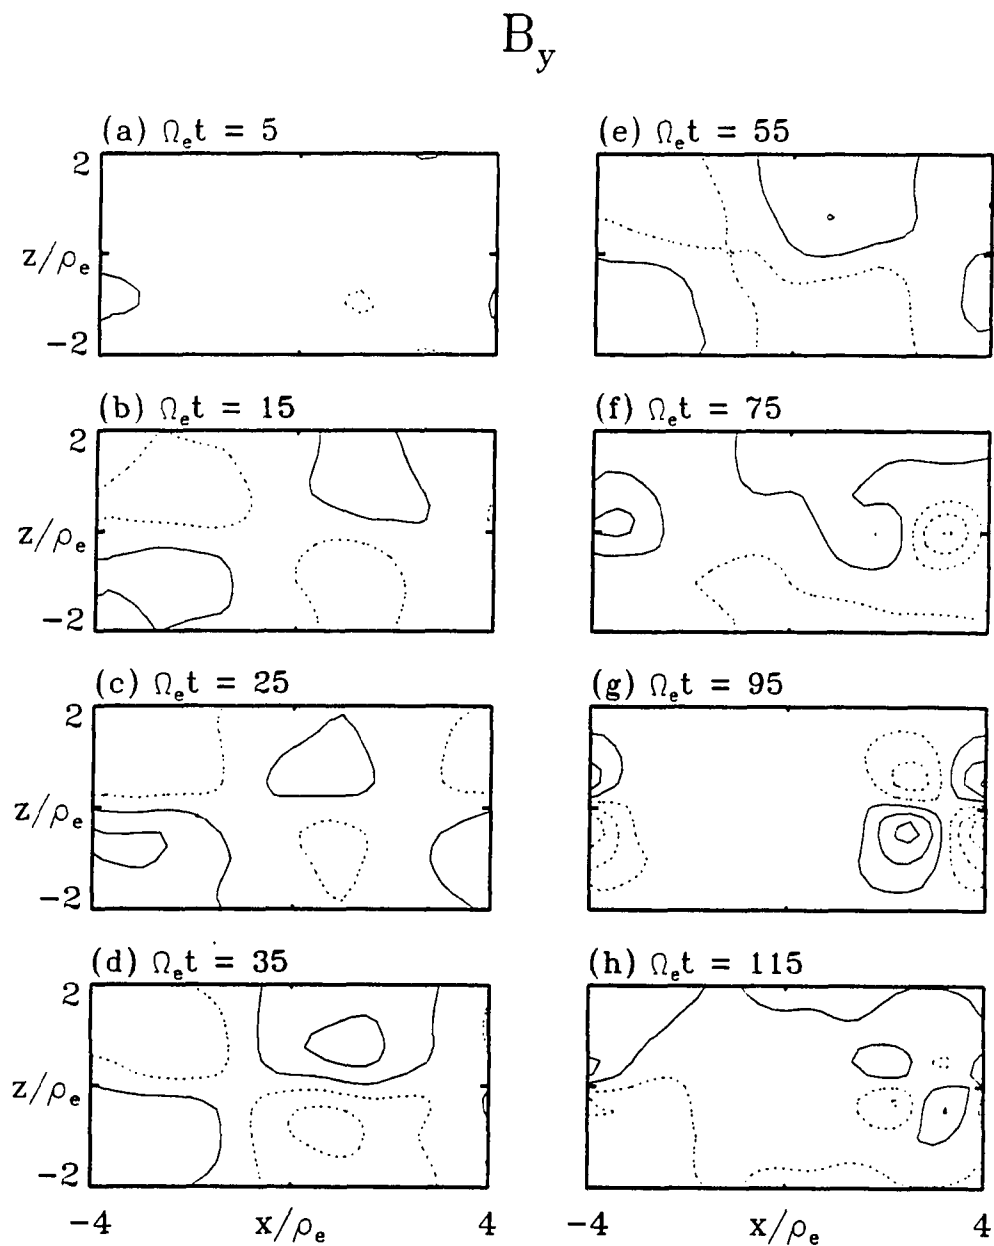 B_y
(a) Ω_e t = 5
(e) Ω_e t = 55
2
z/ρ_e
-2
(b) Ω_e t = 15
(f) Ω_e t = 75
2
z/ρ_e
-2
(c) Ω_e t = 25
(g) Ω_e t = 95
2
z/ρ_e
-2
(d) Ω_e t = 35
(h) Ω_e t = 115
2
z/ρ_e
-2
-4 x/ρ_e 4
-4 x/ρ_e 4